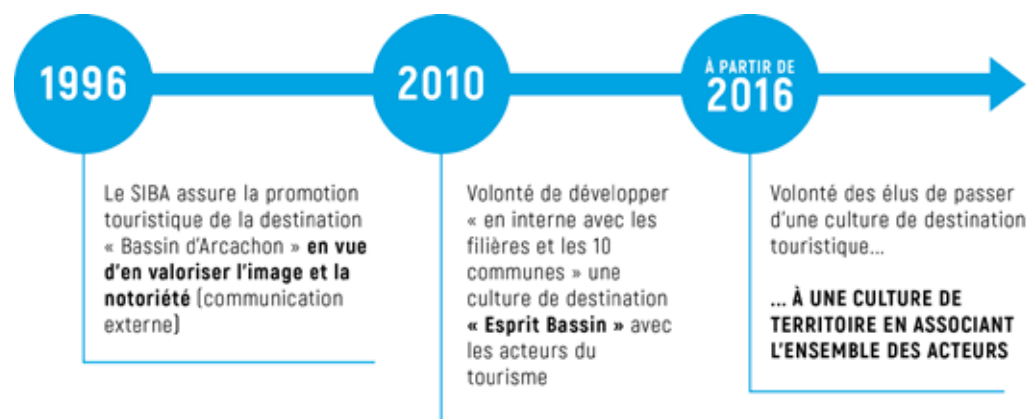 1996
Le SIBA assure la promotion
touristique de la destination
« Bassin d'Arcachon » en vue
d'en valoriser l'image et la
notoriété (communication
externe)
2010
Volonté de développer
« en interne avec les
filières et les 10
communes » une
culture de destination
« Esprit Bassin » avec
les acteurs du
tourisme
À PARTIR DE
2016
Volonté des élus de passer
d'une culture de destination
touristique...
... À UNE CULTURE DE
TERRITOIRE EN ASSOCIANT
L'ENSEMBLE DES ACTEURS